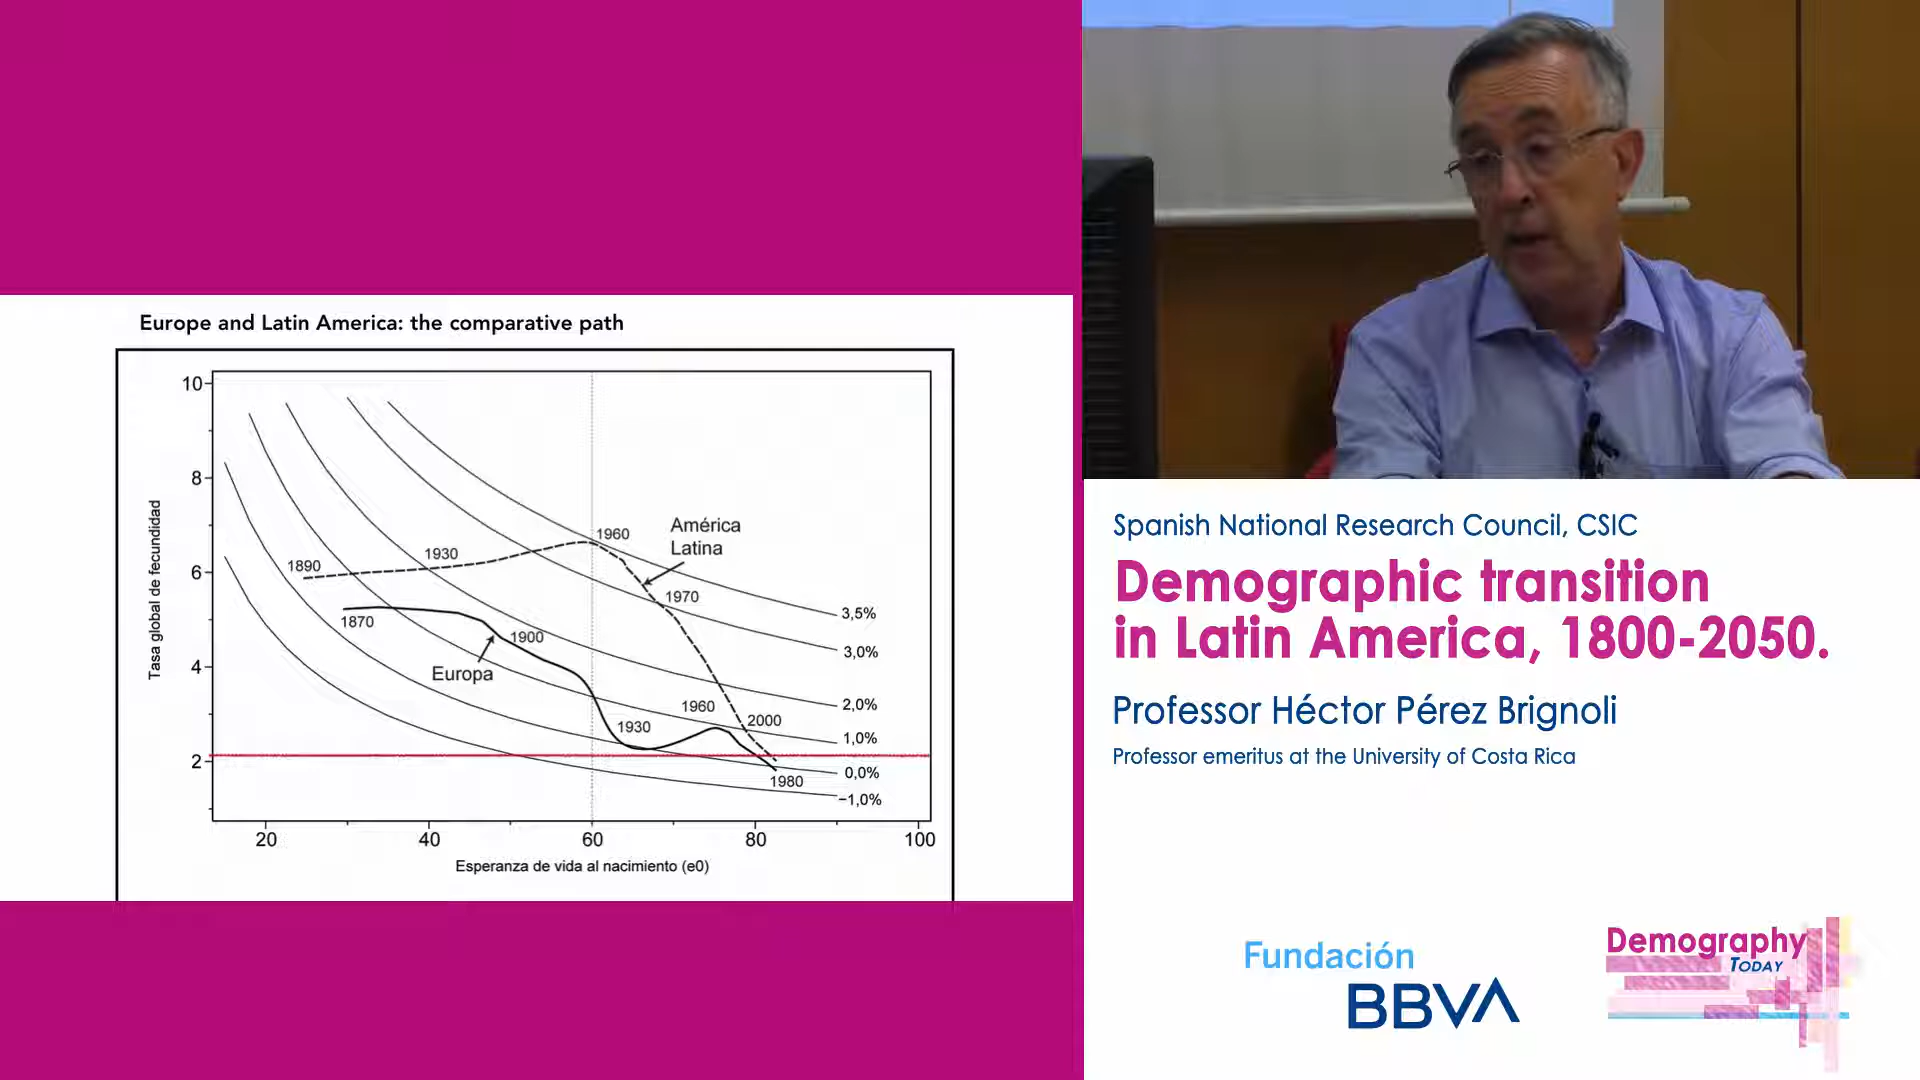 Europe and Latin America: the comparative path
10
8
6
4
2
Tasa global de fecundidad
1890
1930
1960
América
Latina
1970
1870
1900
Europa
1930
1960
2000
1980
3,5%
3,0%
2,0%
1,0%
0,0%
−1,0%
20
40
60
80
100
Esperanza de vida al nacimiento (e0)
Spanish National Research Council, CSIC
Demographic transition
in Latin America, 1800-2050.
Professor Héctor Pérez Brignoli
Professor emeritus at the University of Costa Rica
Fundación
BBVA
Demography
TODAY